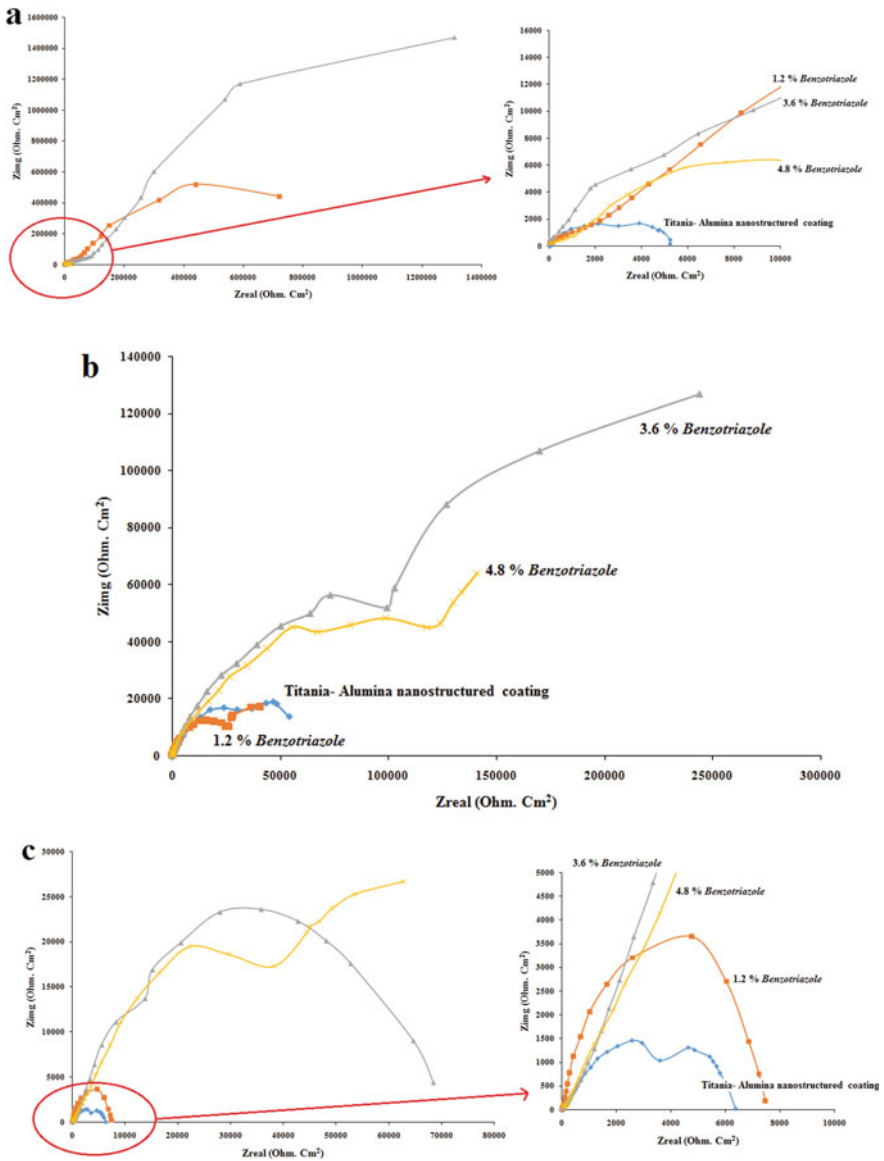 a
1600000
1400000
1200000
1000000
800000
600000
400000
200000
0
0 200000 400000 600000 800000 1000000 1200000 1400000
Zimg (Ohm. Cm²)
Zreal (Ohm. Cm²)
16000
14000
12000
10000
8000
6000
4000
2000
0
0 2000 4000 6000 8000 10000
Zimg (Ohm. Cm²)
Zreal (Ohm. Cm²)
1.2 % Benzotriazole
3.6 % Benzotriazole
4.8 % Benzotriazole
Titania- Alumina nanostructured coating
b
140000
120000
100000
80000
60000
40000
20000
0
0 50000 100000 150000 200000 250000 300000
Zimg (Ohm. Cm²)
Zreal (Ohm. Cm²)
3.6 % Benzotriazole
4.8 % Benzotriazole
Titania- Alumina nanostructured coating
1.2 % Benzotriazole
c
30000
25000
20000
15000
10000
5000
0
0 10000 20000 30000 40000 50000 60000 70000 80000
Zimg (Ohm. Cm²)
Zreal (Ohm. Cm²)
5000
4500
4000
3500
3000
2500
2000
1500
1000
500
0
0 2000 4000 6000 8000 10000
Zimg (Ohm. Cm²)
Zreal (Ohm. Cm²)
3.6 % Benzotriazole
4.8 % Benzotriazole
1.2 % Benzotriazole
Titania- Alumina nanostructured coating